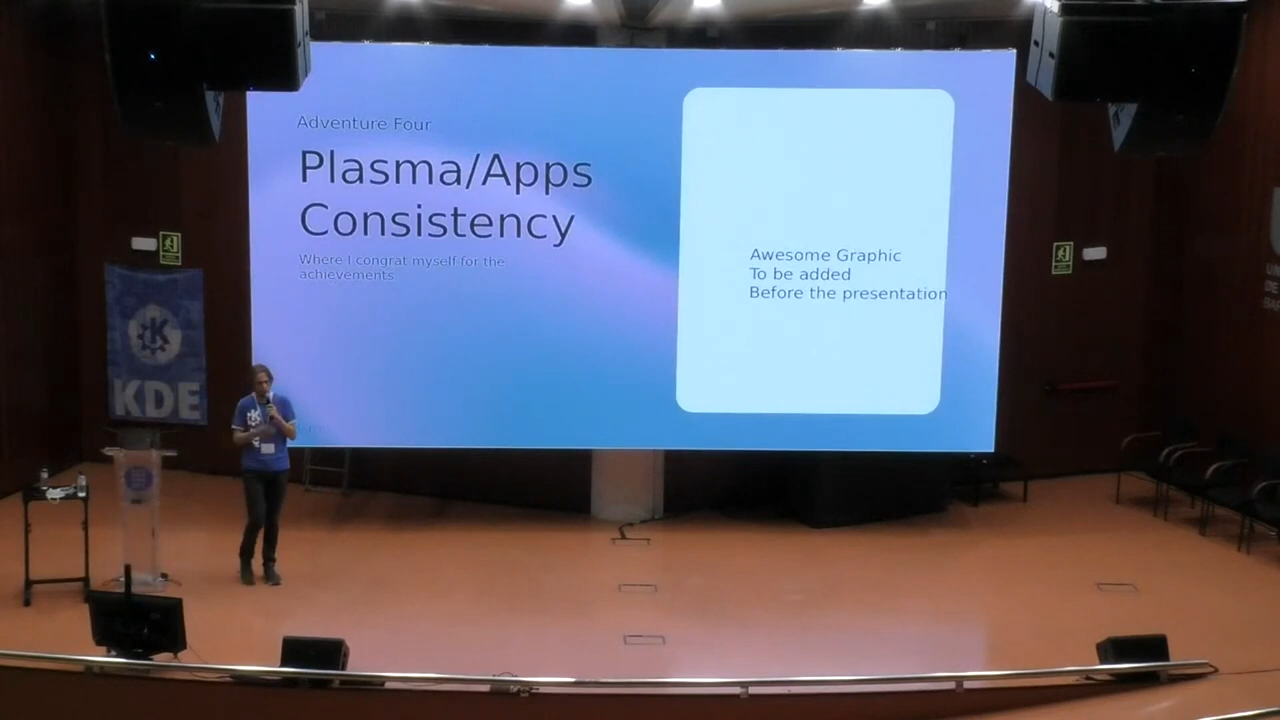 Adventure Four
Plasma/Apps
Consistency
Where I congrat myself for the
achievements
Awesome Graphic
To be added
Before the presentation
KDE